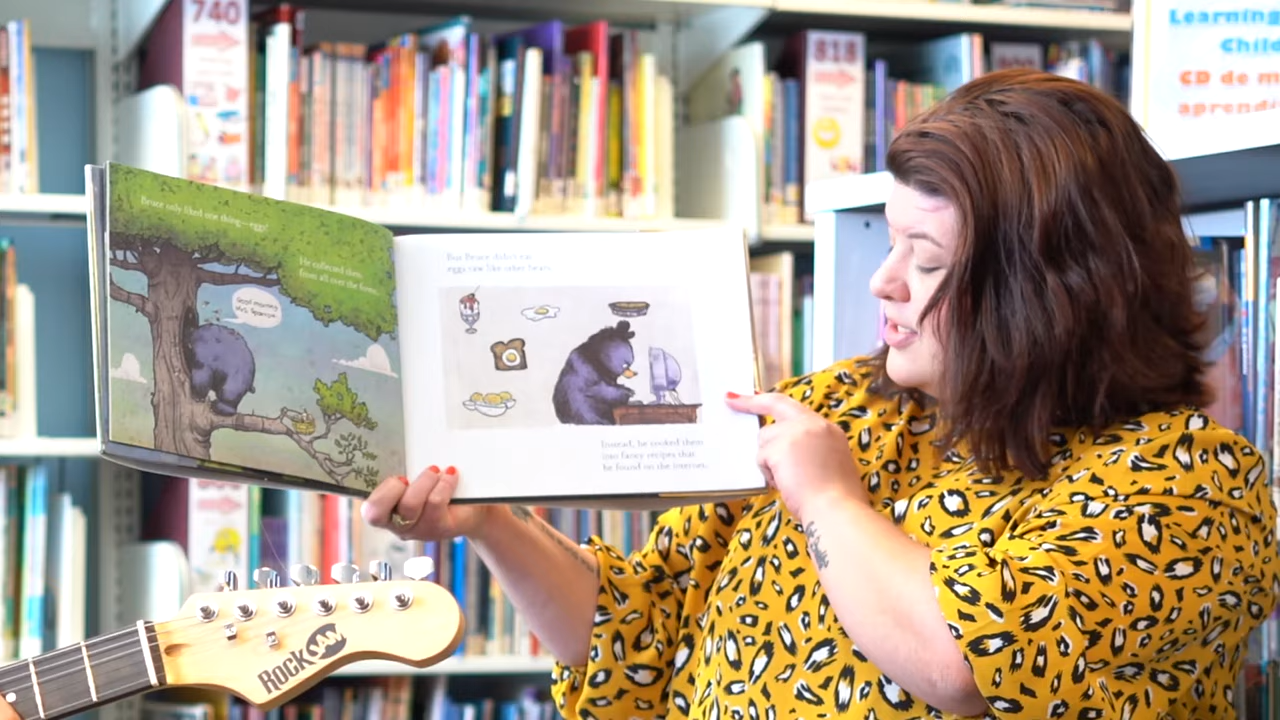 740
818
Learning
Child
CD de m
aprendi
Bruce only liked one thing—eggs!
He collected them
from all over the forest.
Good morning
Mrs. Sparrow.
But Bruce didn't eat
eggs raw like other bears.
Instead, he cooked them
into fancy recipes that
he found on the internet.
740
ROCK JAM